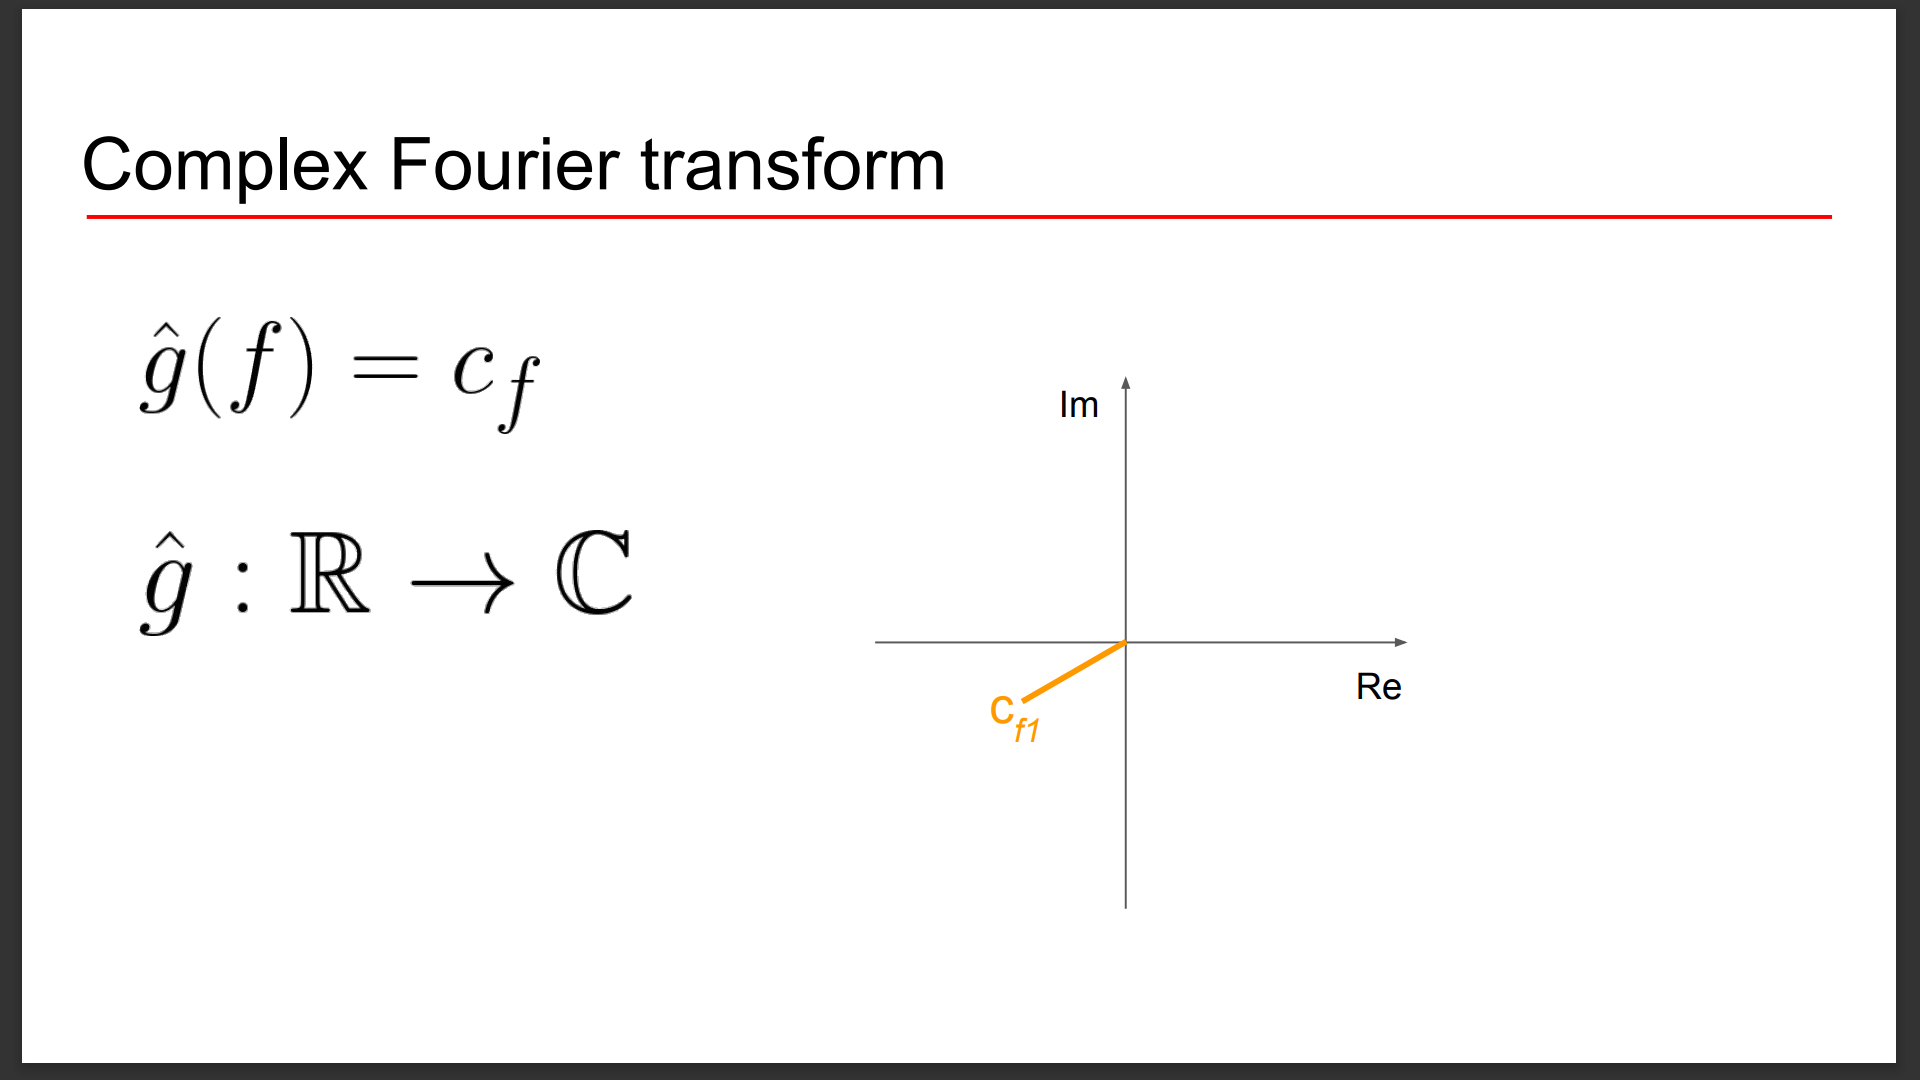 Complex Fourier transform
ĝ(f) = c_f
ĝ : ℝ → ℂ
Im
Re
c_f1